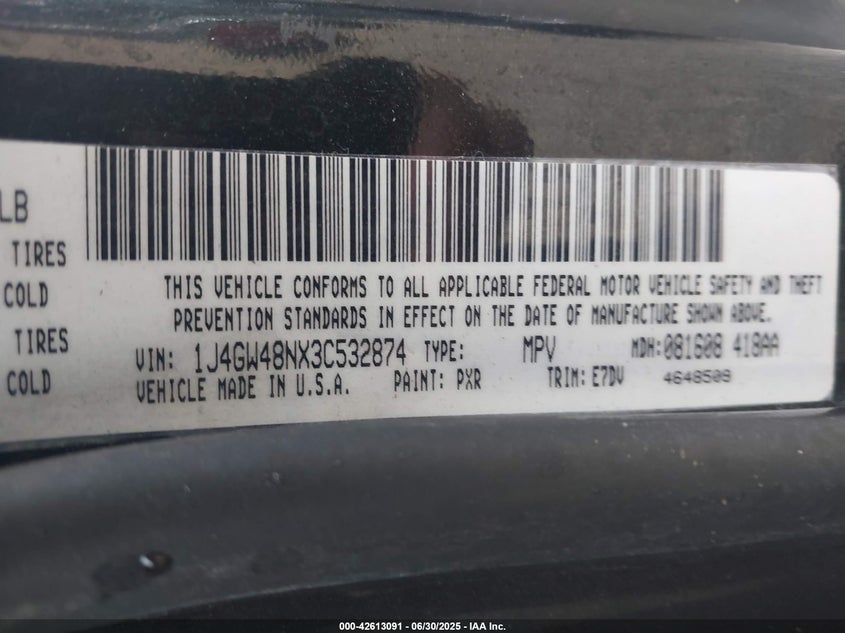 LB
TIRES
COLD
TIRES
COLD
THIS VEHICLE CONFORMS TO ALL APPLICABLE FEDERAL MOTOR VEHICLE SAFETY AND THEFT
PREVENTION STANDARDS IN EFFECT ON THE DATE OF MANUFACTURE SHOWN ABOVE.
VIN: 1J4GW48NX3C532874 TYPE: MPV MDH:081608 418AA
VEHICLE MADE IN U.S.A. PAINT: PXR TRIM: E7DV 4648509
000-42613091 - 06/30/2025 - IAA Inc.